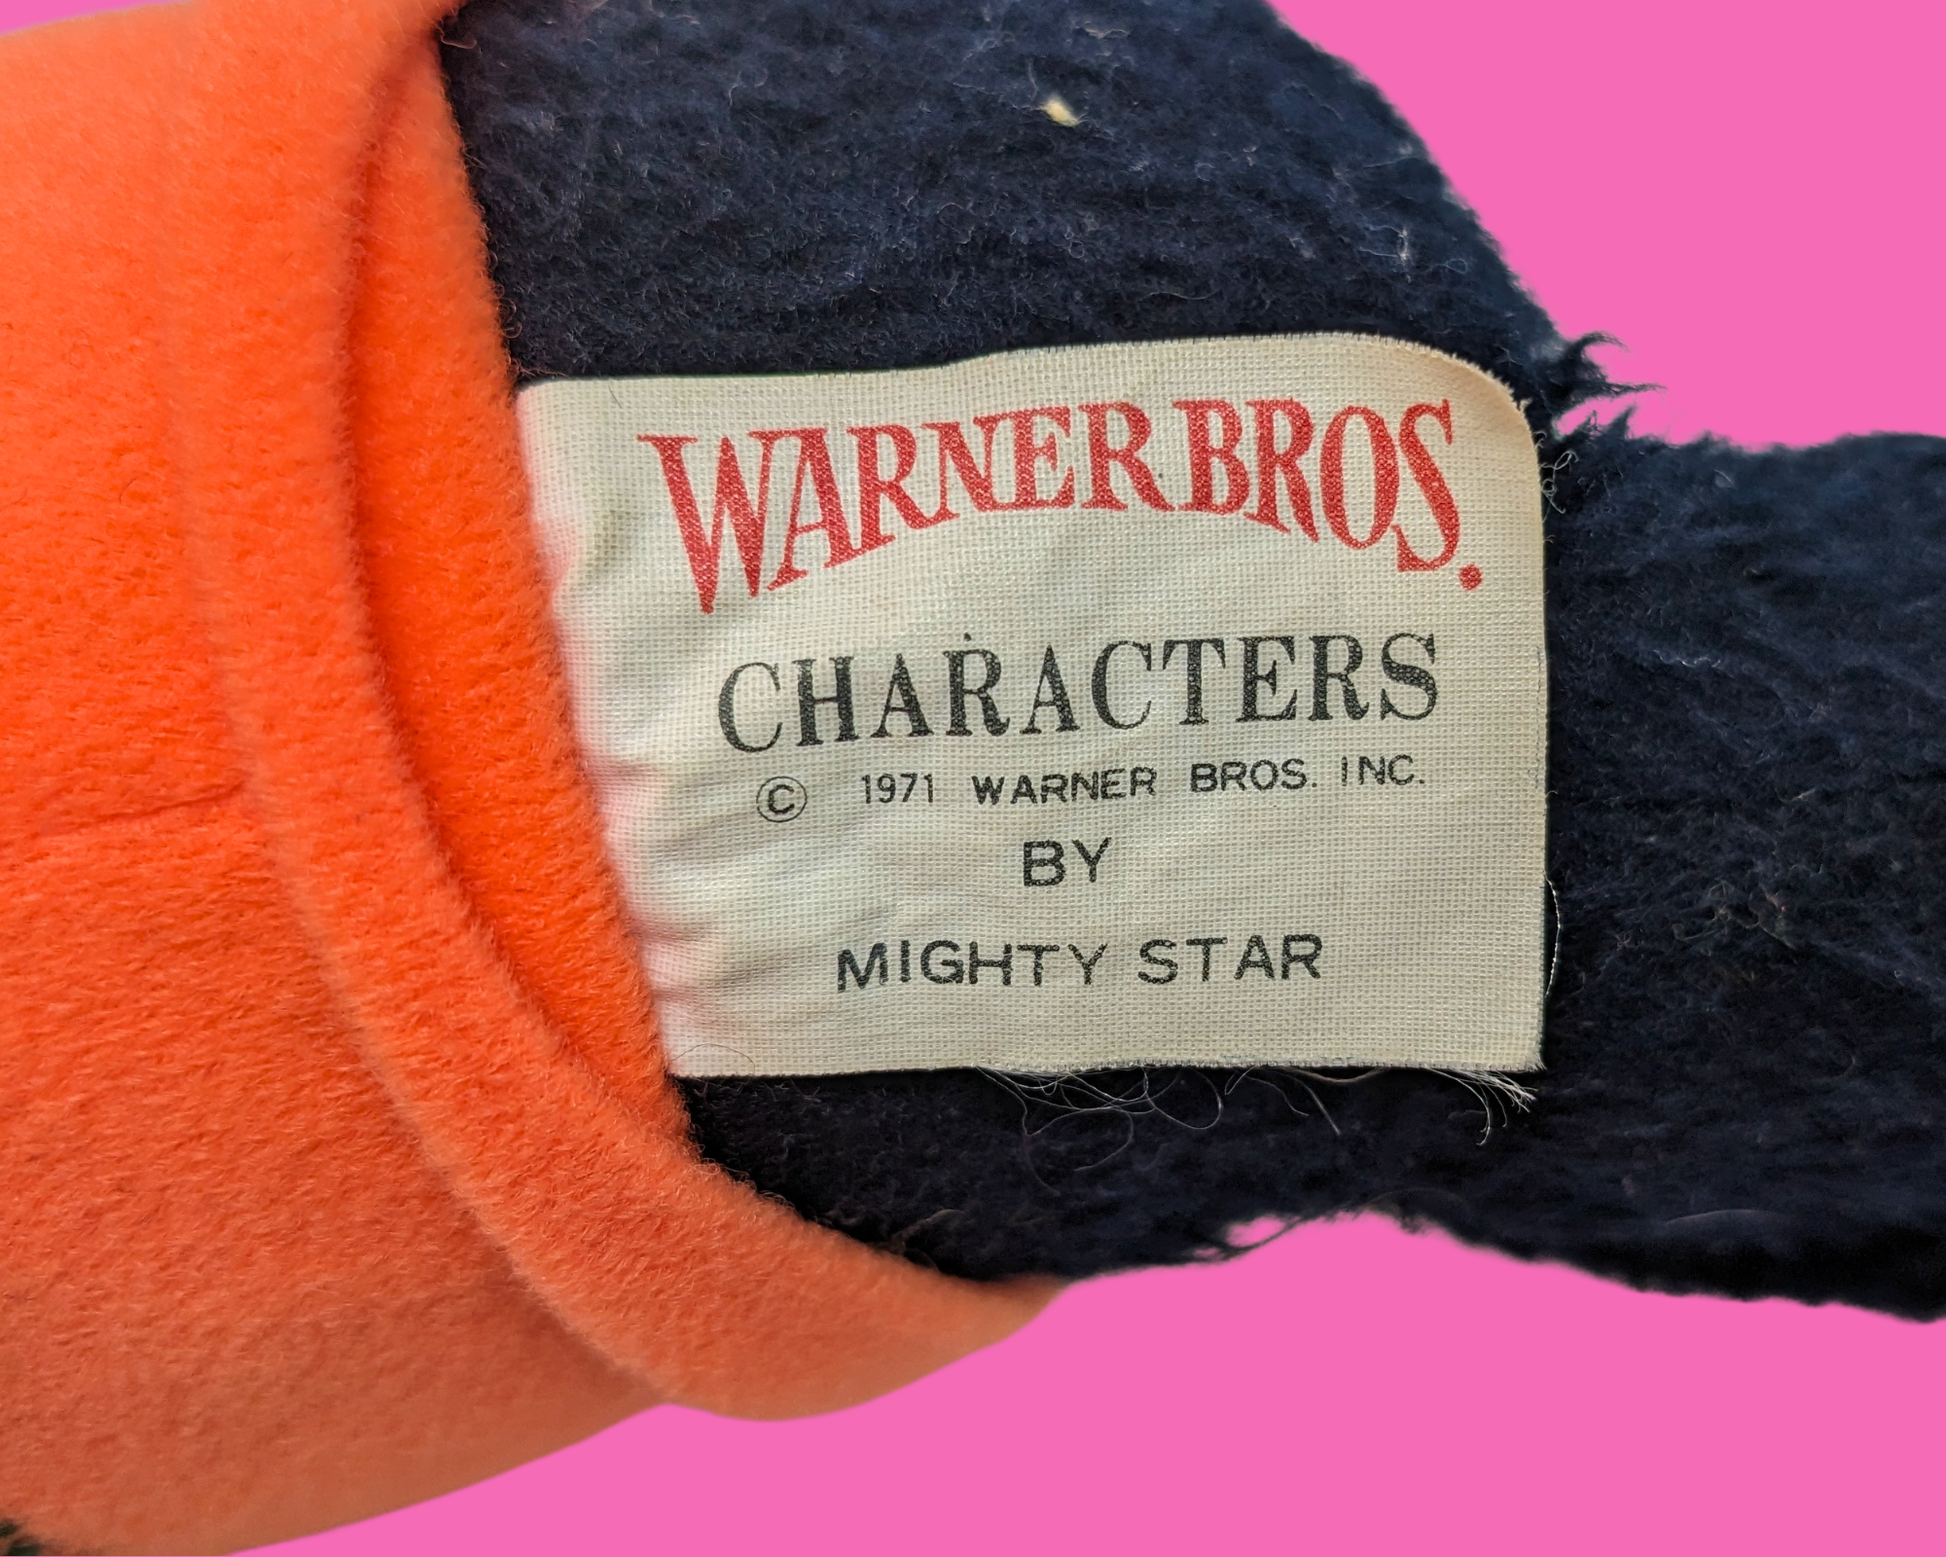 WARNER BROS.
CHARACTERS
© 1971 WARNER BROS. INC.
BY
MIGHTY STAR